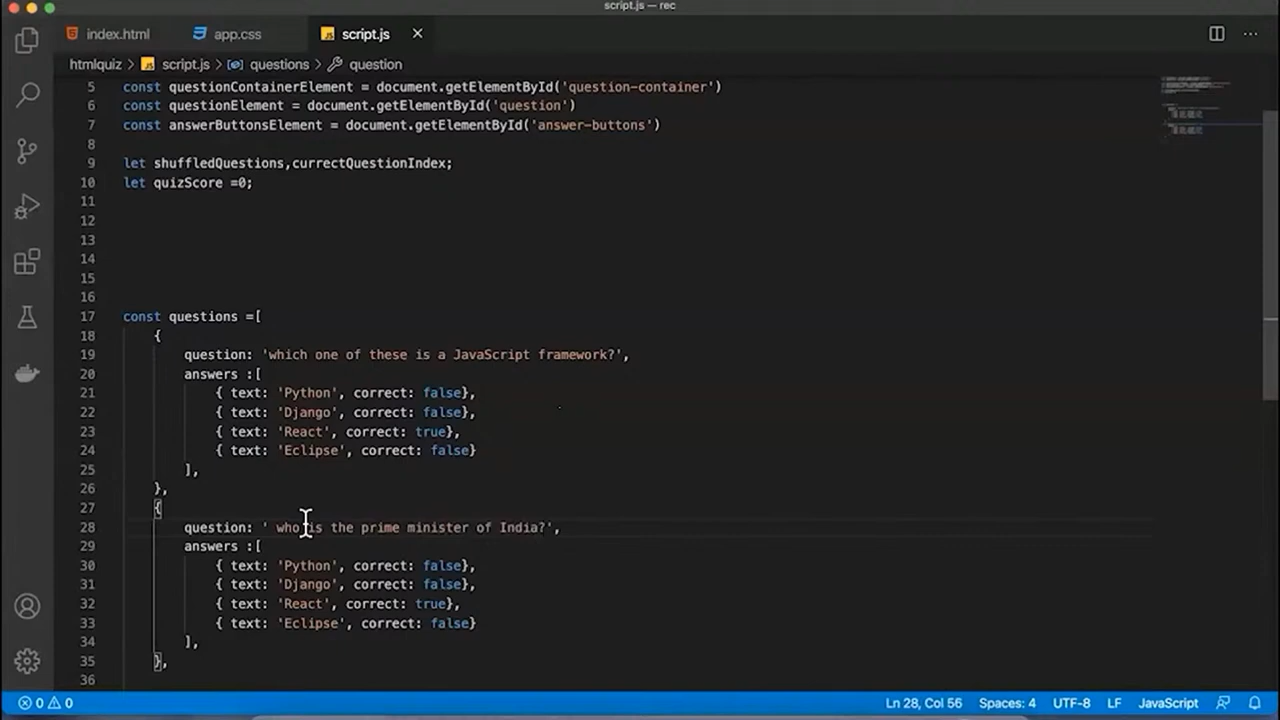 script.js — rec
index.html app.css script.js
htmlquiz > script.js > questions > question
5 const questionContainerElement = document.getElementById('question-container')
6 const questionElement = document.getElementById('question')
7 const answerButtonsElement = document.getElementById('answer-buttons')
8
9 let shuffledQuestions,currectQuestionIndex;
10 let quizScore =0;
11
12
13
14
15
16
17 const questions =[
18 {
19 question: 'which one of these is a JavaScript framework?',
20 answers :[
21 { text: 'Python', correct: false},
22 { text: 'Django', correct: false},
23 { text: 'React', correct: true},
24 { text: 'Eclipse', correct: false}
25 ],
26 },
27 {
28 question: ' who is the prime minister of India?',
29 answers :[
30 { text: 'Python', correct: false},
31 { text: 'Django', correct: false},
32 { text: 'React', correct: true},
33 { text: 'Eclipse', correct: false}
34 ],
35 },
36
0 0 Ln 28, Col 56 Spaces: 4 UTF-8 LF JavaScript